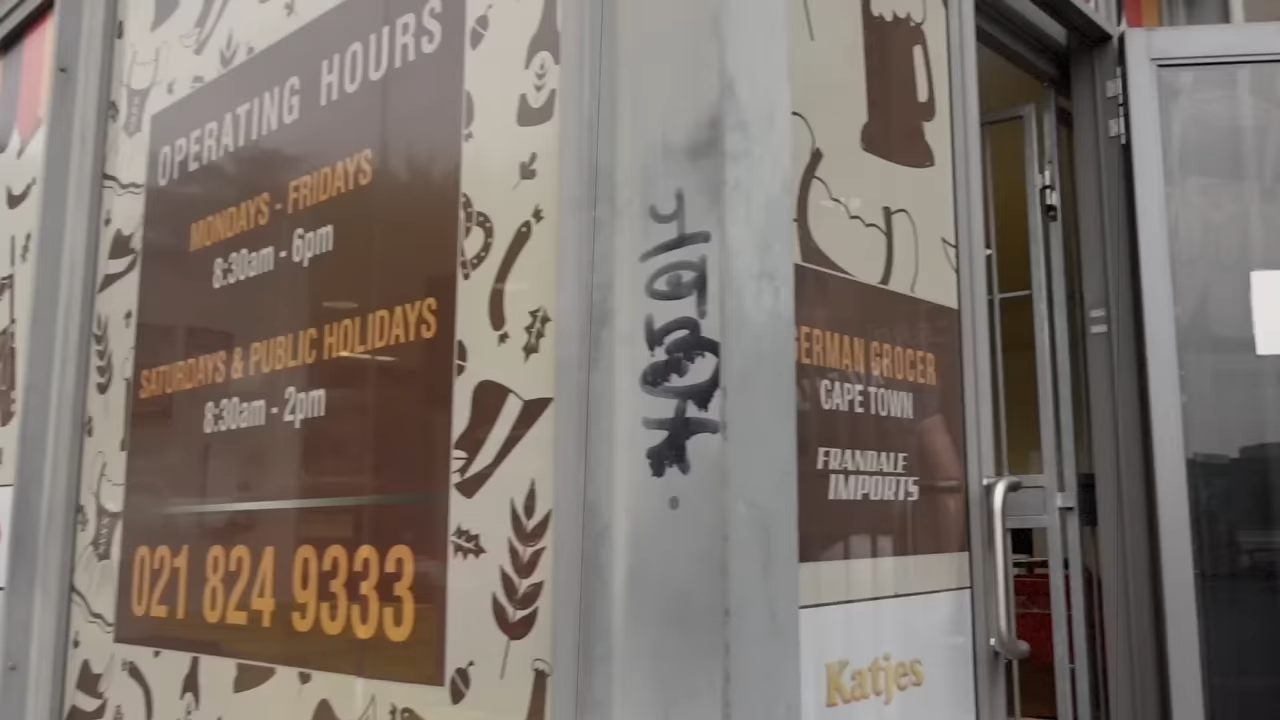 OPERATING HOURS
MONDAYS - FRIDAYS
8:30am - 6pm
SATURDAYS & PUBLIC HOLIDAYS
8:30am - 2pm
021 824 9333
GERMAN GROCER
CAPE TOWN
FRANDALE
IMPORTS
Katjes